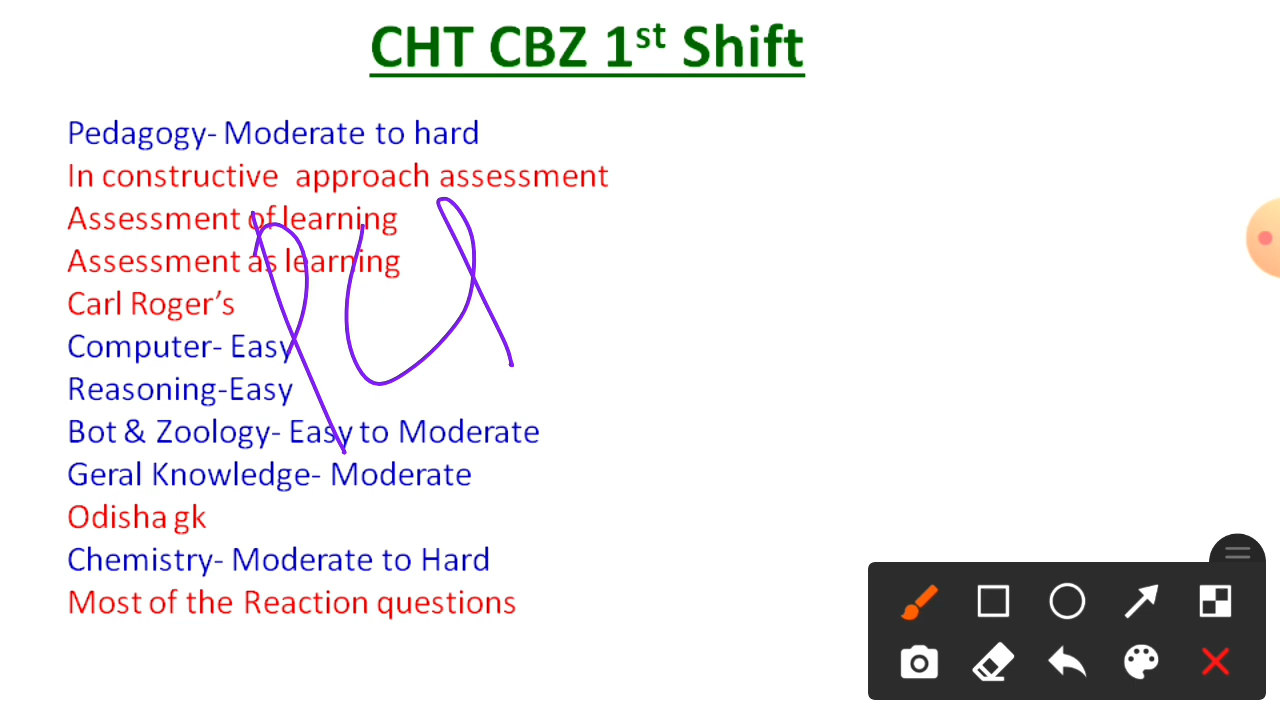 CHT CBZ 1st Shift
Pedagogy- Moderate to hard
In constructive approach assessment
Assessment of learning
Assessment as learning
Carl Roger’s
Computer- Easy
Reasoning-Easy
Bot & Zoology- Easy to Moderate
Geral Knowledge- Moderate
Odisha gk
Chemistry- Moderate to Hard
Most of the Reaction questions